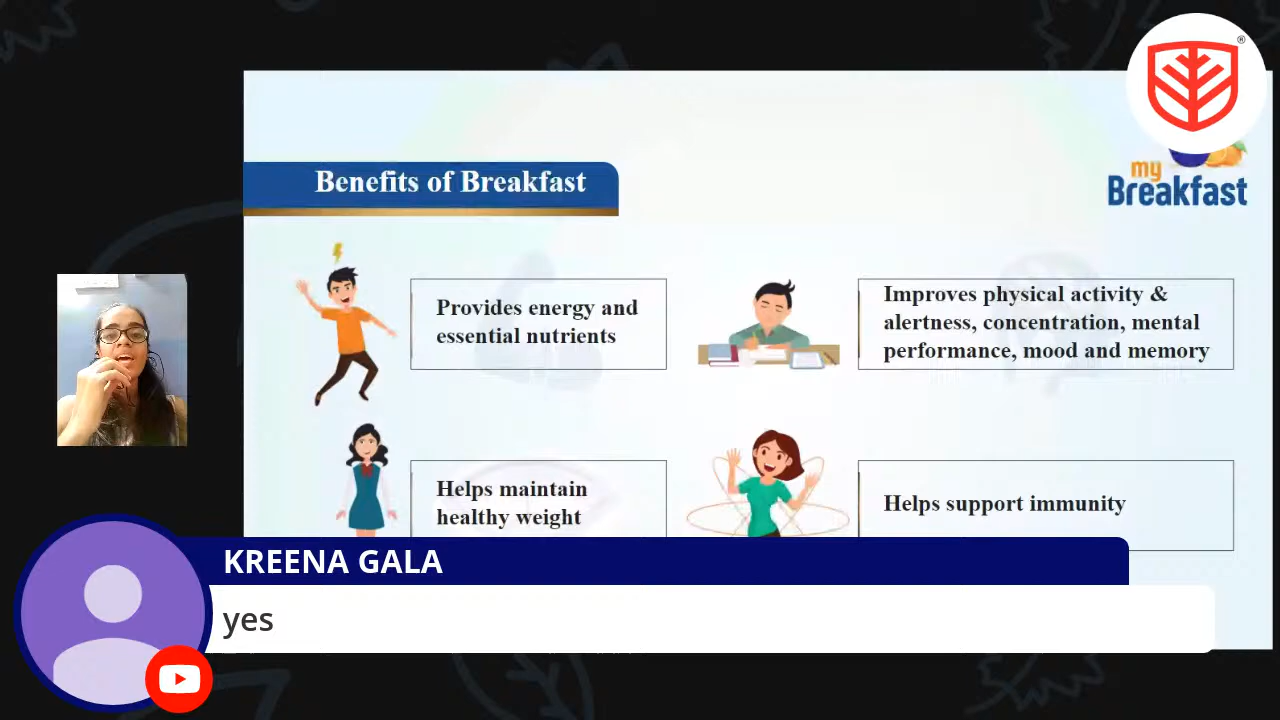 ®
my
Breakfast
Benefits of Breakfast
Provides energy and
essential nutrients
Improves physical activity &
alertness, concentration, mental
performance, mood and memory
Helps maintain
healthy weight
Helps support immunity
KREENA GALA
yes